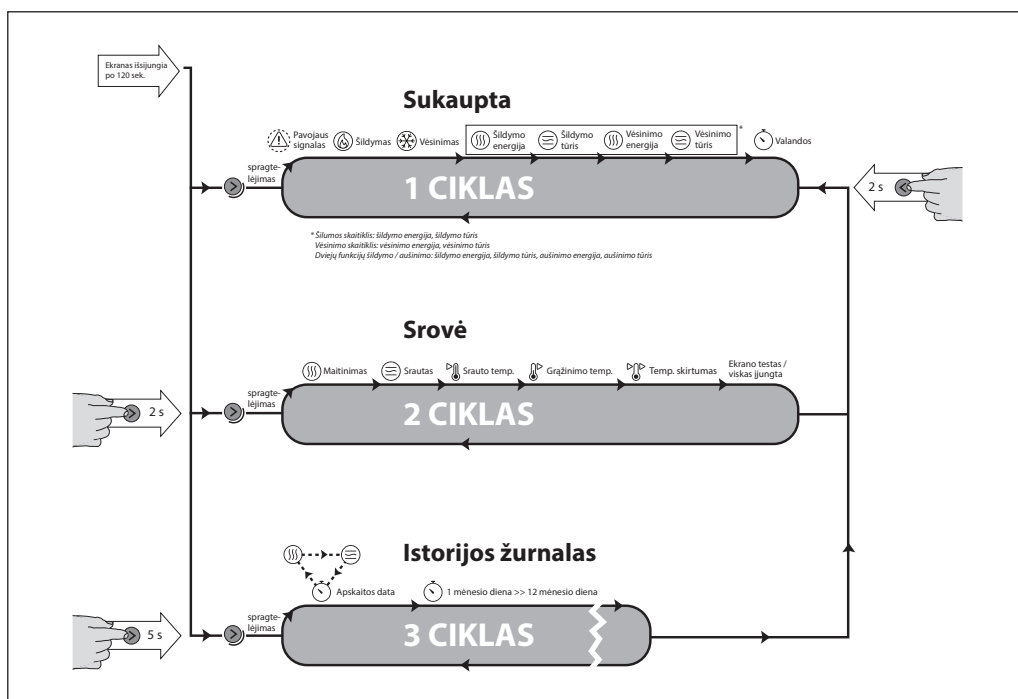 Ekranas išsijungia
po 120 sek.
Sukaupta
Pavojaus
signalas
Šildymas
Vėsinimas
Šildymo
energija
Šildymo
tūris
Vėsinimo
energija
Vėsinimo
tūris
*
Valandos
spragte-
lėjimas
1 CIKLAS
2 s
* Šilumos skaitiklis: šildymo energija, šildymo tūris
Vėsinimo skaitiklis: vėsinimo energija, vėsinimo tūris
Dviejų funkcijų šildymo / aušinimo: šildymo energija, šildymo tūris, aušinimo energija, aušinimo tūris
Srovė
Maitinimas
Srautas
Srauto temp.
Grąžinimo temp.
Temp. skirtumas
Ekrano testas /
viskas įjungta
2 s
spragte-
lėjimas
2 CIKLAS
Istorijos žurnalas
Apskaitos data
1 mėnesio diena >> 12 mėnesio diena
5 s
spragte-
lėjimas
3 CIKLAS